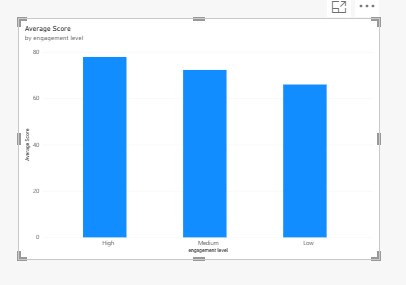 Average Score
by engagement level
80
60
40
20
0
Average Score
High Medium Low
engagement level